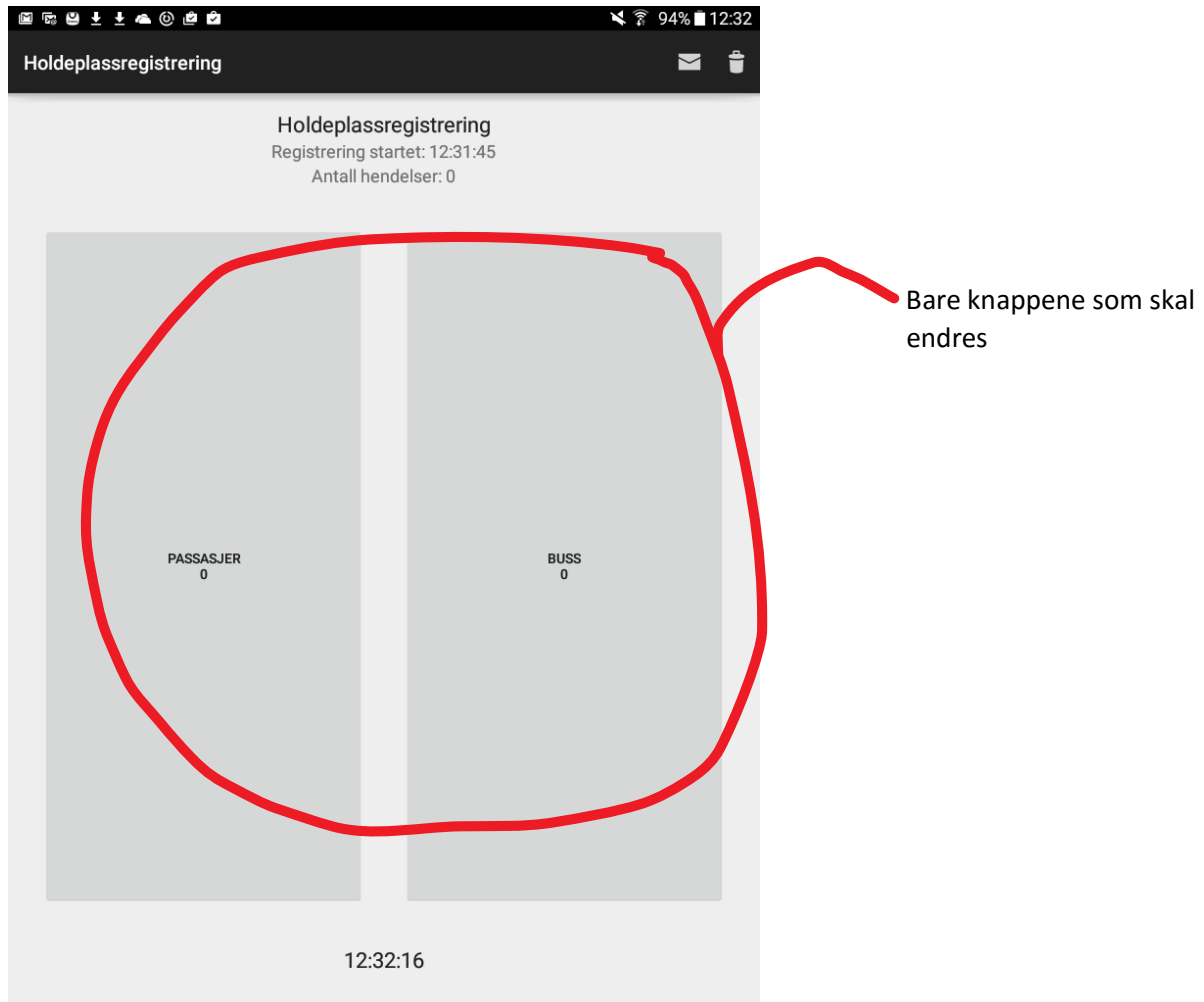 94% 12:32
Holdeplassregistrering
Holdeplassregistrering
Registrering startet: 12:31:45
Antall hendelser: 0
Bare knappene som skal
endres
PASSASJER
0
BUSS
0
12:32:16